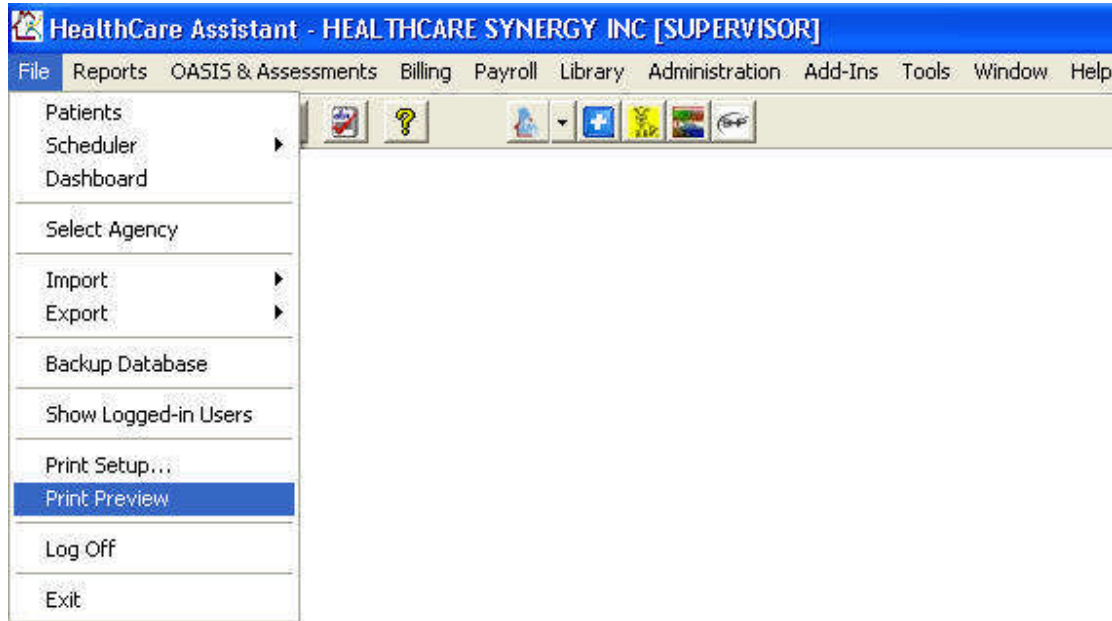 HealthCare Assistant - HEALTHCARE SYNERGY INC [SUPERVISOR]
File Reports OASIS & Assessments Billing Payroll Library Administration Add-Ins Tools Window Help
Patients
Scheduler
Dashboard
Select Agency
Import
Export
Backup Database
Show Logged-in Users
Print Setup...
Print Preview
Log Off
Exit